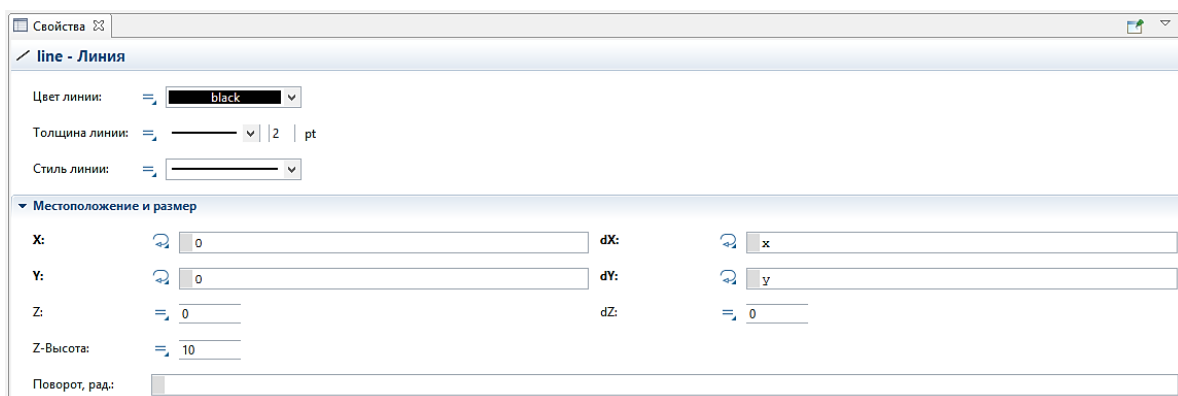 Свойства
line - Линия
Цвет линии: black
Толщина линии: 2 pt
Стиль линии:
Местоположение и размер
X: 0 dX: x
Y: 0 dY: y
Z: 0 dZ: 0
Z-Высота: 10
Поворот, рад.: